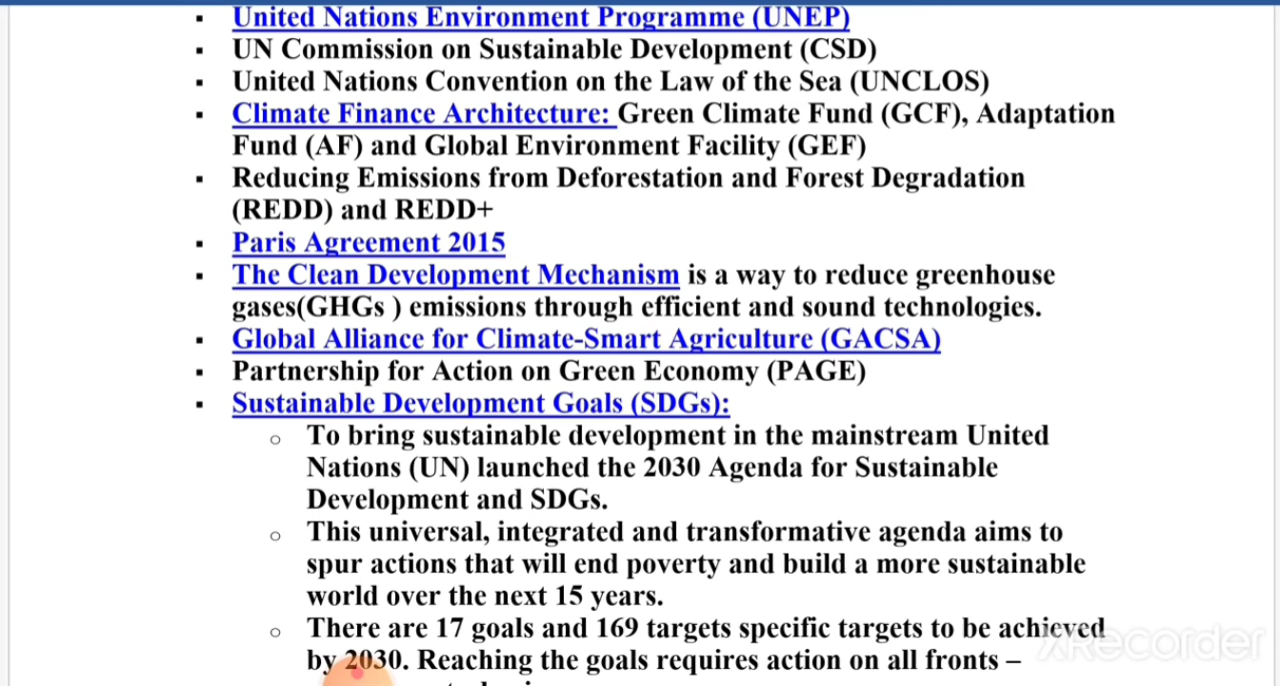 ▪ United Nations Environment Programme (UNEP)
▪ UN Commission on Sustainable Development (CSD)
▪ United Nations Convention on the Law of the Sea (UNCLOS)
▪ Climate Finance Architecture: Green Climate Fund (GCF), Adaptation
Fund (AF) and Global Environment Facility (GEF)
▪ Reducing Emissions from Deforestation and Forest Degradation
(REDD) and REDD+
▪ Paris Agreement 2015
▪ The Clean Development Mechanism is a way to reduce greenhouse
gases(GHGs ) emissions through efficient and sound technologies.
▪ Global Alliance for Climate-Smart Agriculture (GACSA)
▪ Partnership for Action on Green Economy (PAGE)
▪ Sustainable Development Goals (SDGs):
o To bring sustainable development in the mainstream United
Nations (UN) launched the 2030 Agenda for Sustainable
Development and SDGs.
o This universal, integrated and transformative agenda aims to
spur actions that will end poverty and build a more sustainable
world over the next 15 years.
o There are 17 goals and 169 targets specific targets to be achieved
by 2030. Reaching the goals requires action on all fronts –
XRecorder